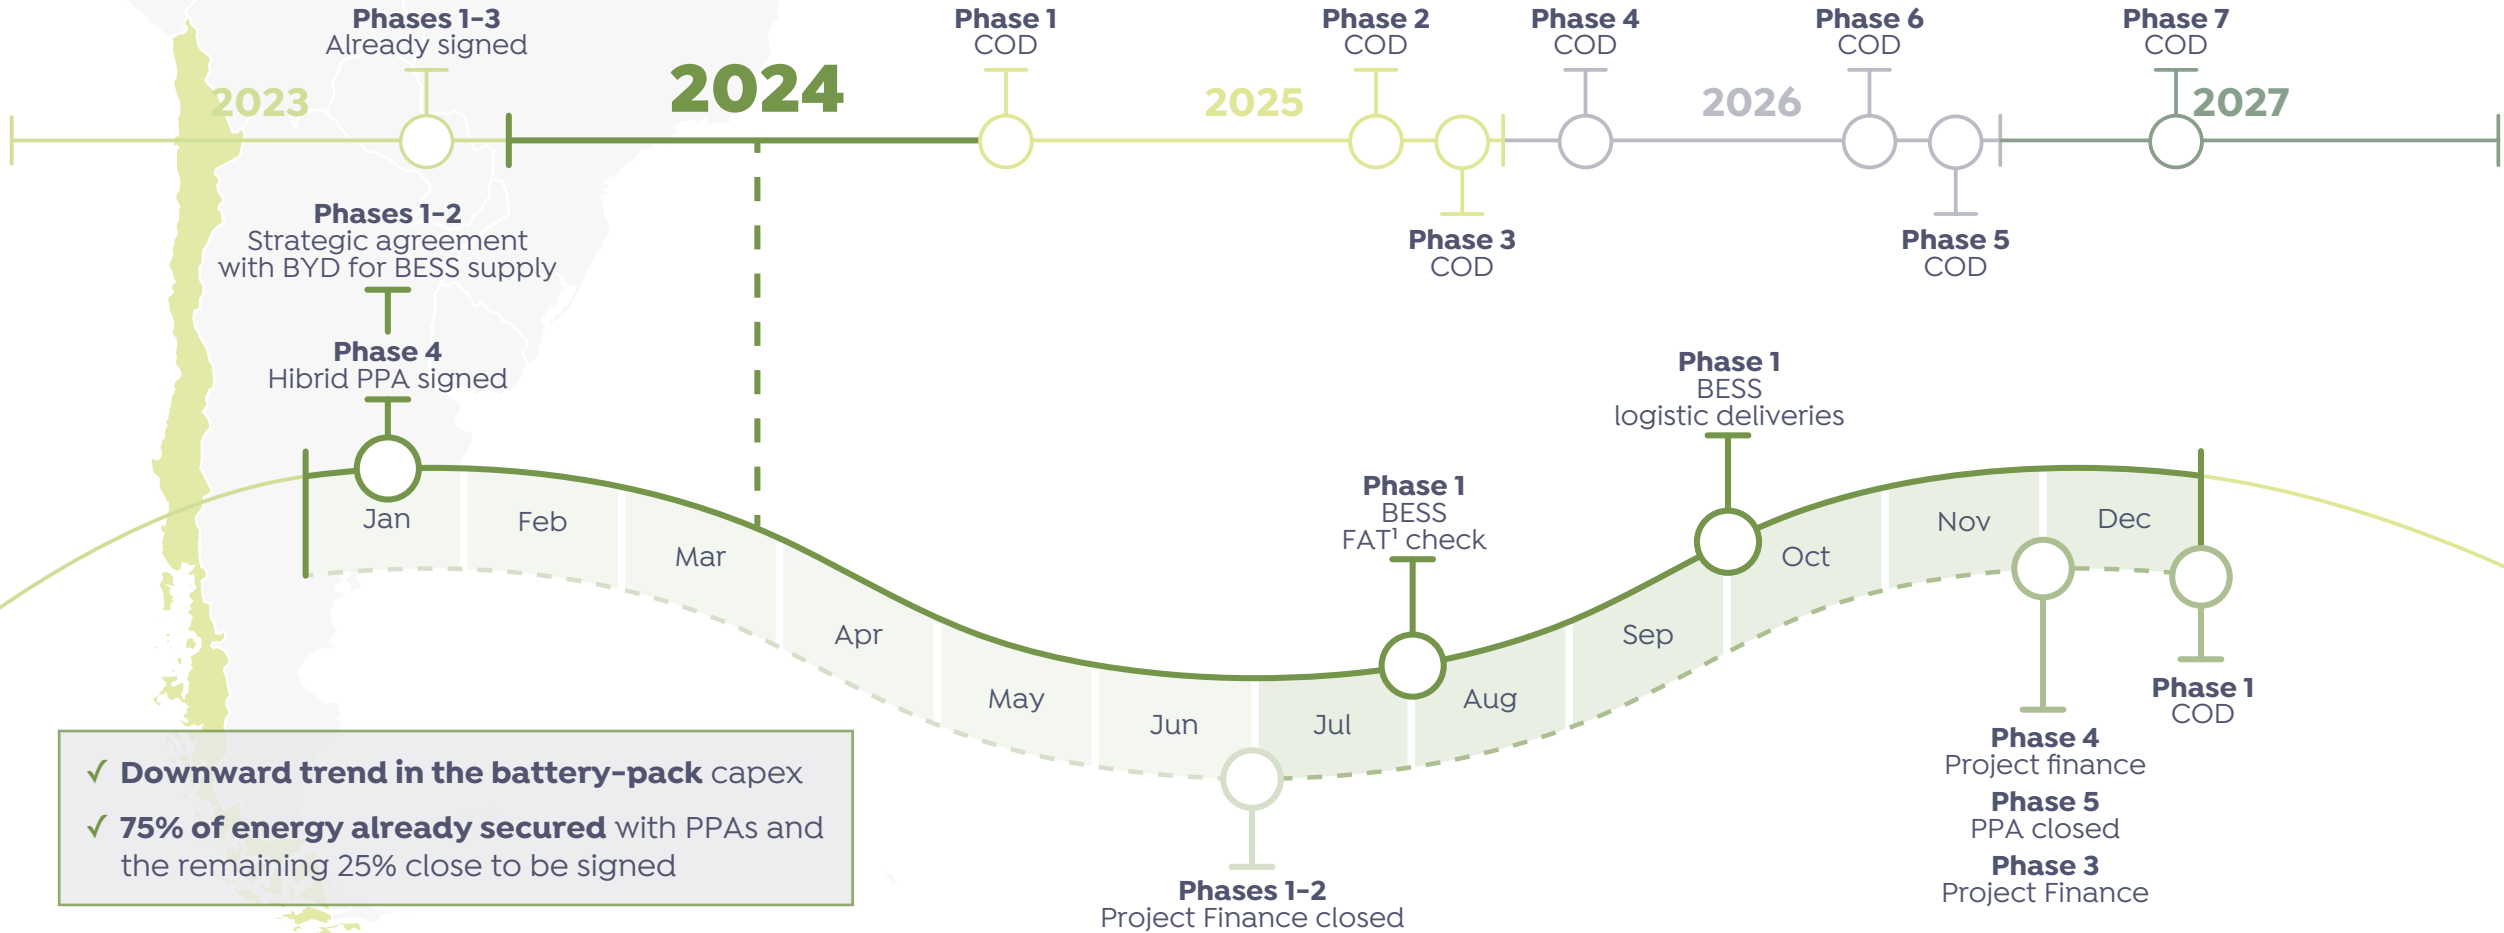 Phases 1-3
Already signed
Phase 1
COD
Phase 2
COD
Phase 4
COD
Phase 6
COD
Phase 7
COD
2023
2024
2025
2026
2027
Phase 3
COD
Phase 5
COD
Phases 1-2
Strategic agreement
with BYD for BESS supply
Phase 4
Hibrid PPA signed
Phase 1
BESS
FAT¹ check
Phase 1
BESS
logistic deliveries
Jan
Feb
Mar
Apr
May
Jun
Jul
Aug
Sep
Oct
Nov
Dec
Phases 1-2
Project Finance closed
Phase 4
Project finance
Phase 5
PPA closed
Phase 3
Project Finance
Phase 1
COD
✓ Downward trend in the battery-pack capex
✓ 75% of energy already secured with PPAs and
the remaining 25% close to be signed